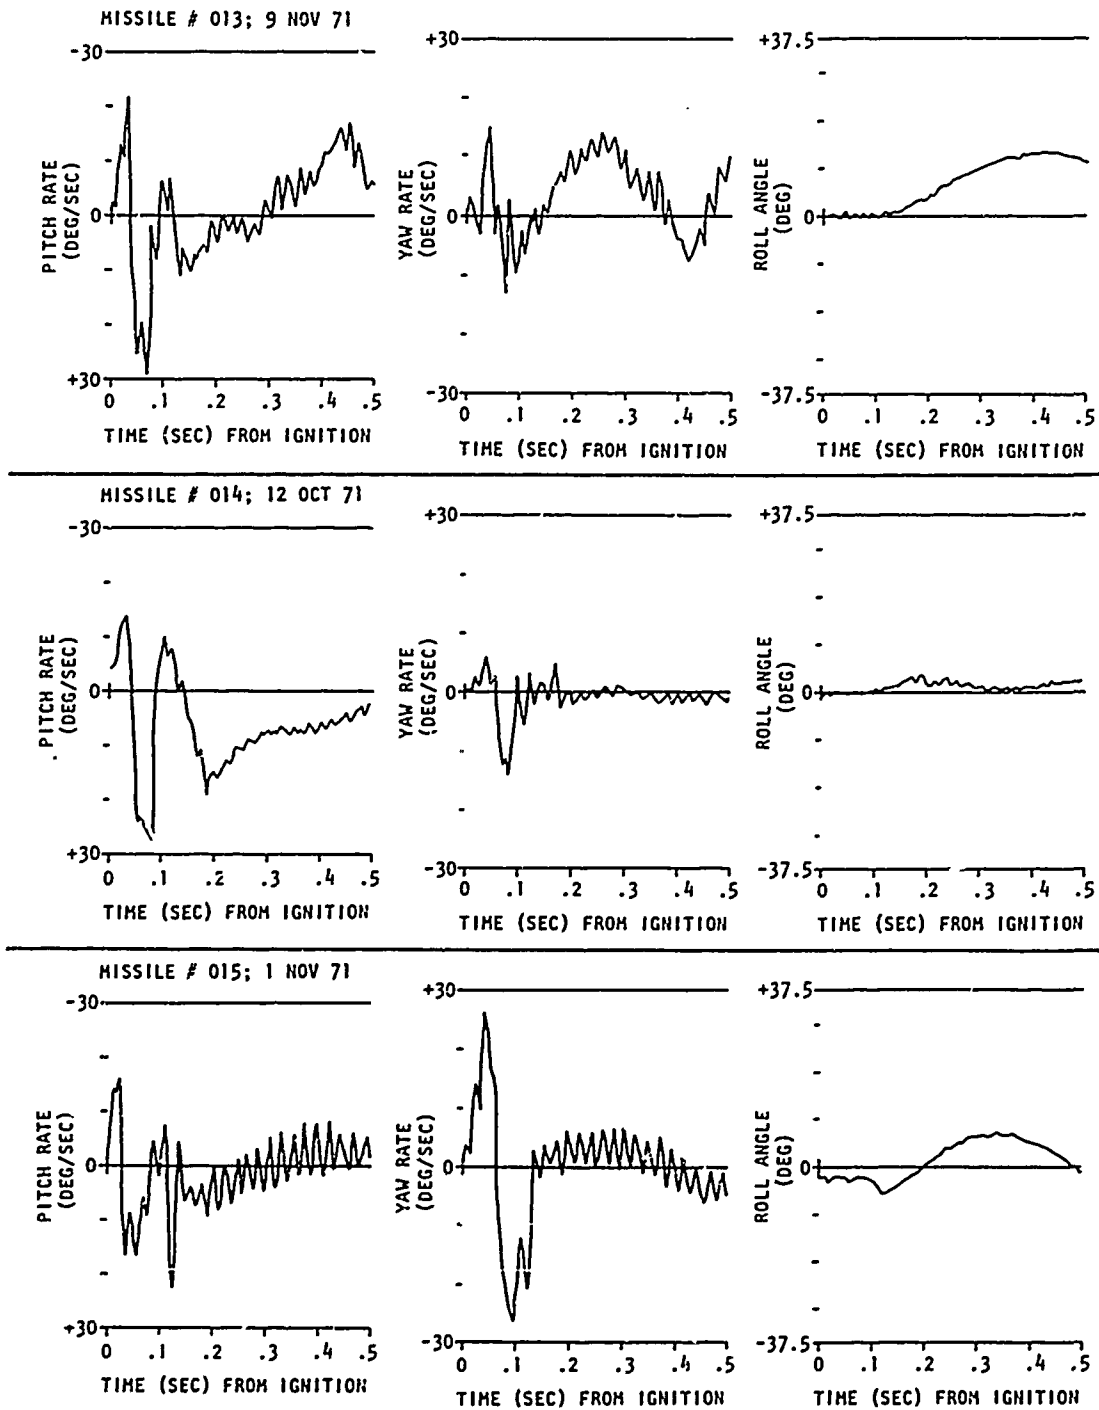 MISSILE # 013; 9 NOV 71
-30
0
+30
PITCH RATE
(DEG/SEC)
0 .1 .2 .3 .4 .5
TIME (SEC) FROM IGNITION
+30
0
-30
YAW RATE
(DEG/SEC)
0 .1 .2 .3 .4 .5
TIME (SEC) FROM IGNITION
+37.5
0
-37.5
ROLL ANGLE
(DEG)
0 .1 .2 .3 .4 .5
TIME (SEC) FROM IGNITION
MISSILE # 014; 12 OCT 71
-30
0
+30
PITCH RATE
(DEG/SEC)
0 .1 .2 .3 .4 .5
TIME (SEC) FROM IGNITION
+30
0
-30
YAW RATE
(DEG/SEC)
0 .1 .2 .3 .4 .5
TIME (SEC) FROM IGNITION
+37.5
0
-37.5
ROLL ANGLE
(DEG)
0 .1 .2 .3 .4 .5
TIME (SEC) FROM IGNITION
MISSILE # 015; 1 NOV 71
-30
0
+30
PITCH RATE
(DEG/SEC)
0 .1 .2 .3 .4 .5
TIME (SEC) FROM IGNITION
+30
0
-30
YAW RATE
(DEG/SEC)
0 .1 .2 .3 .4 .5
TIME (SEC) FROM IGNITION
+37.5
0
-37.5
ROLL ANGLE
(DEG)
0 .1 .2 .3 .4 .5
TIME (SEC) FROM IGNITION